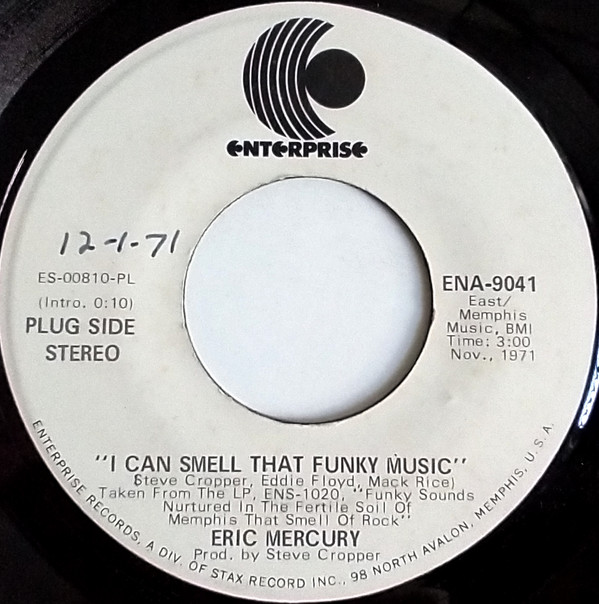 ENTERPRISE
12-1-71
ES-00810-PL
(Intro. 0:10)
PLUG SIDE
STEREO
ENA-9041
East/
Memphis
Music, BMI
Time: 3:00
Nov., 1971
"I CAN SMELL THAT FUNKY MUSIC"
(Steve Cropper, Eddie Floyd, Mack Rice)
Taken From The LP, ENS-1020, "Funky Sounds
Nurtured In The Fertile Soil Of
Memphis That Smell Of Rock"
ERIC MERCURY
Prod. by Steve Cropper
ENTERPRISE RECORDS, A DIV. OF STAX RECORD INC., 98 NORTH AVALON, MEMPHIS, U.S.A.